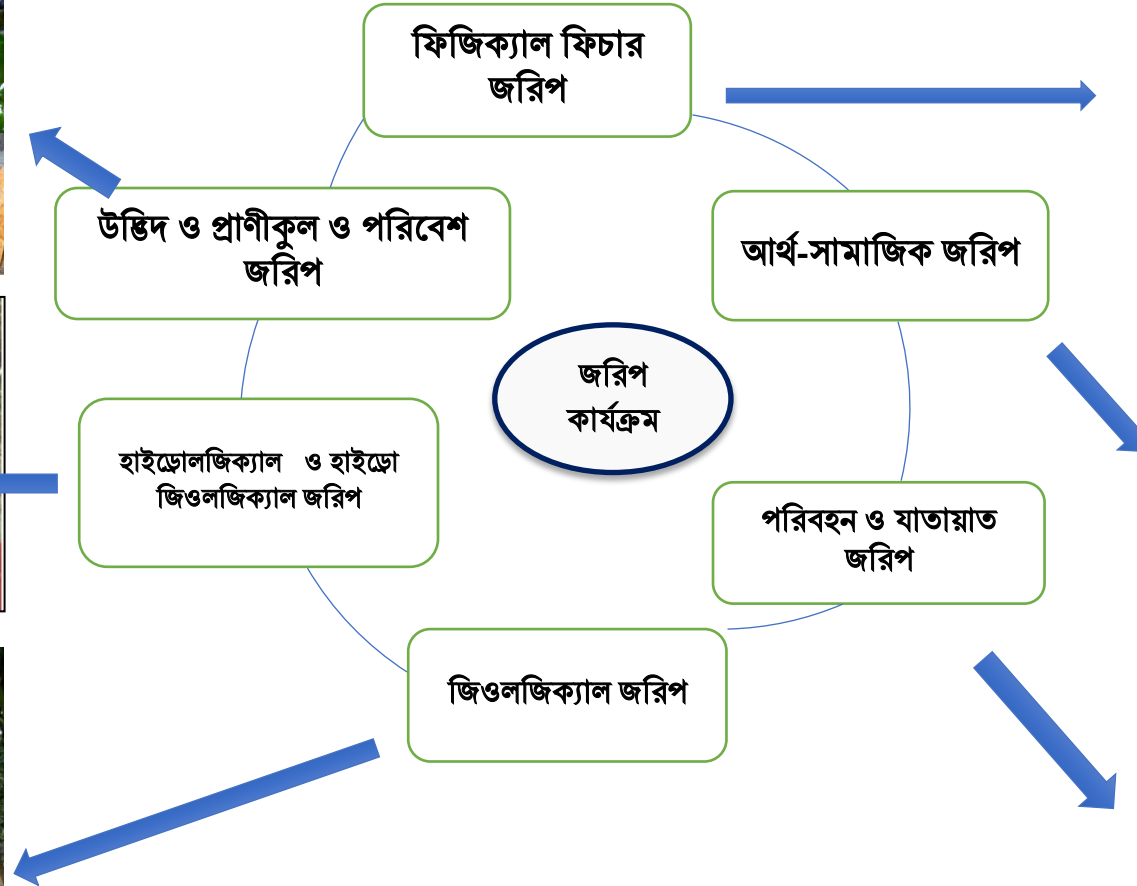 ফিজিক্যাল ফিচার
জরিপ
উদ্ভিদ ও প্রাণীকুল ও পরিবেশ
জরিপ
আর্থ-সামাজিক জরিপ
জরিপ
কার্যক্রম
হাইড্রোলজিক্যাল ও হাইড্রো
জিওলজিক্যাল জরিপ
পরিবহন ও যাতায়াত
জরিপ
জিওলজিক্যাল জরিপ